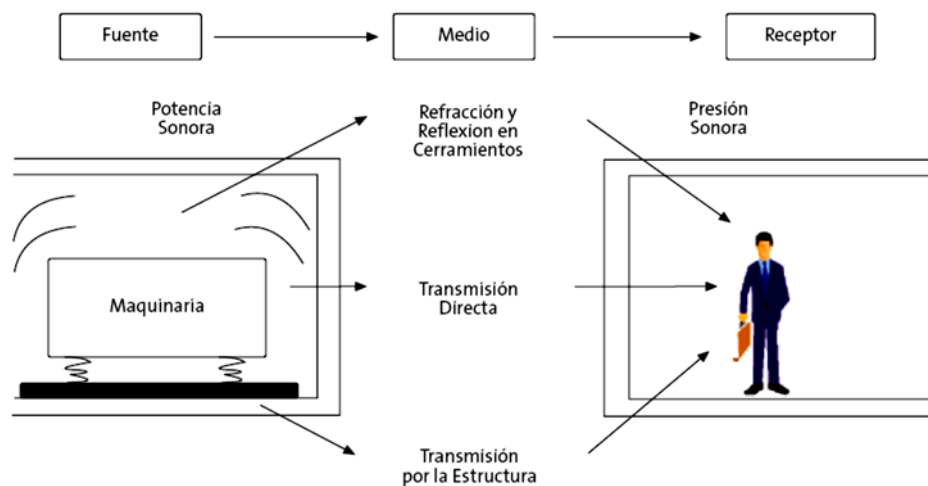 Fuente
Medio
Receptor
Potencia
Sonora
Refracción y
Reflexion en
Cerramientos
Presión
Sonora
Maquinaria
Transmisión
Directa
Transmisión
por la Estructura